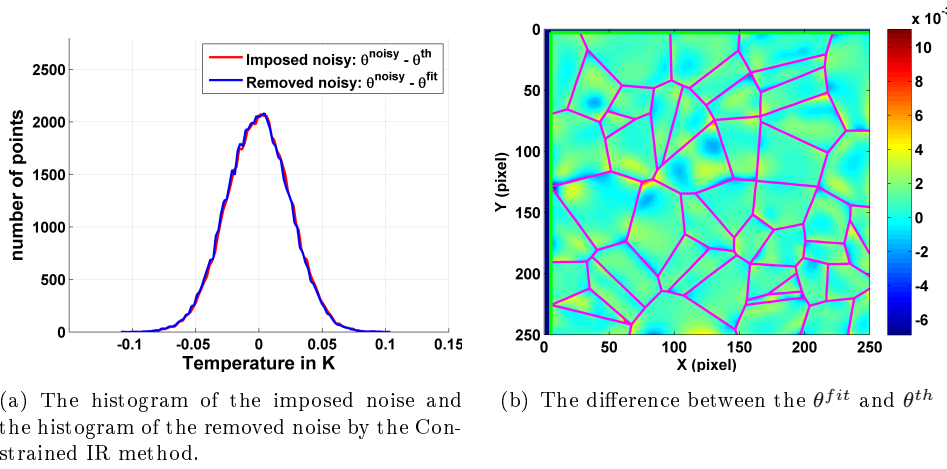 2500
2000
1500
1000
500
0
number of points
-0.1 -0.05 0 0.05 0.1 0.15
Temperature in K
Imposed noisy: θ^noisy - θ^th
Removed noisy: θ^noisy - θ^fit
(a) The histogram of the imposed noise and
the histogram of the removed noise by the Con-
strained IR method.
x 10^-3
0
50
100
150
200
250
Y (pixel)
0 50 100 150 200 250
X (pixel)
10
8
6
4
2
0
-2
-4
-6
(b) The difference between the θ^fit and θ^th